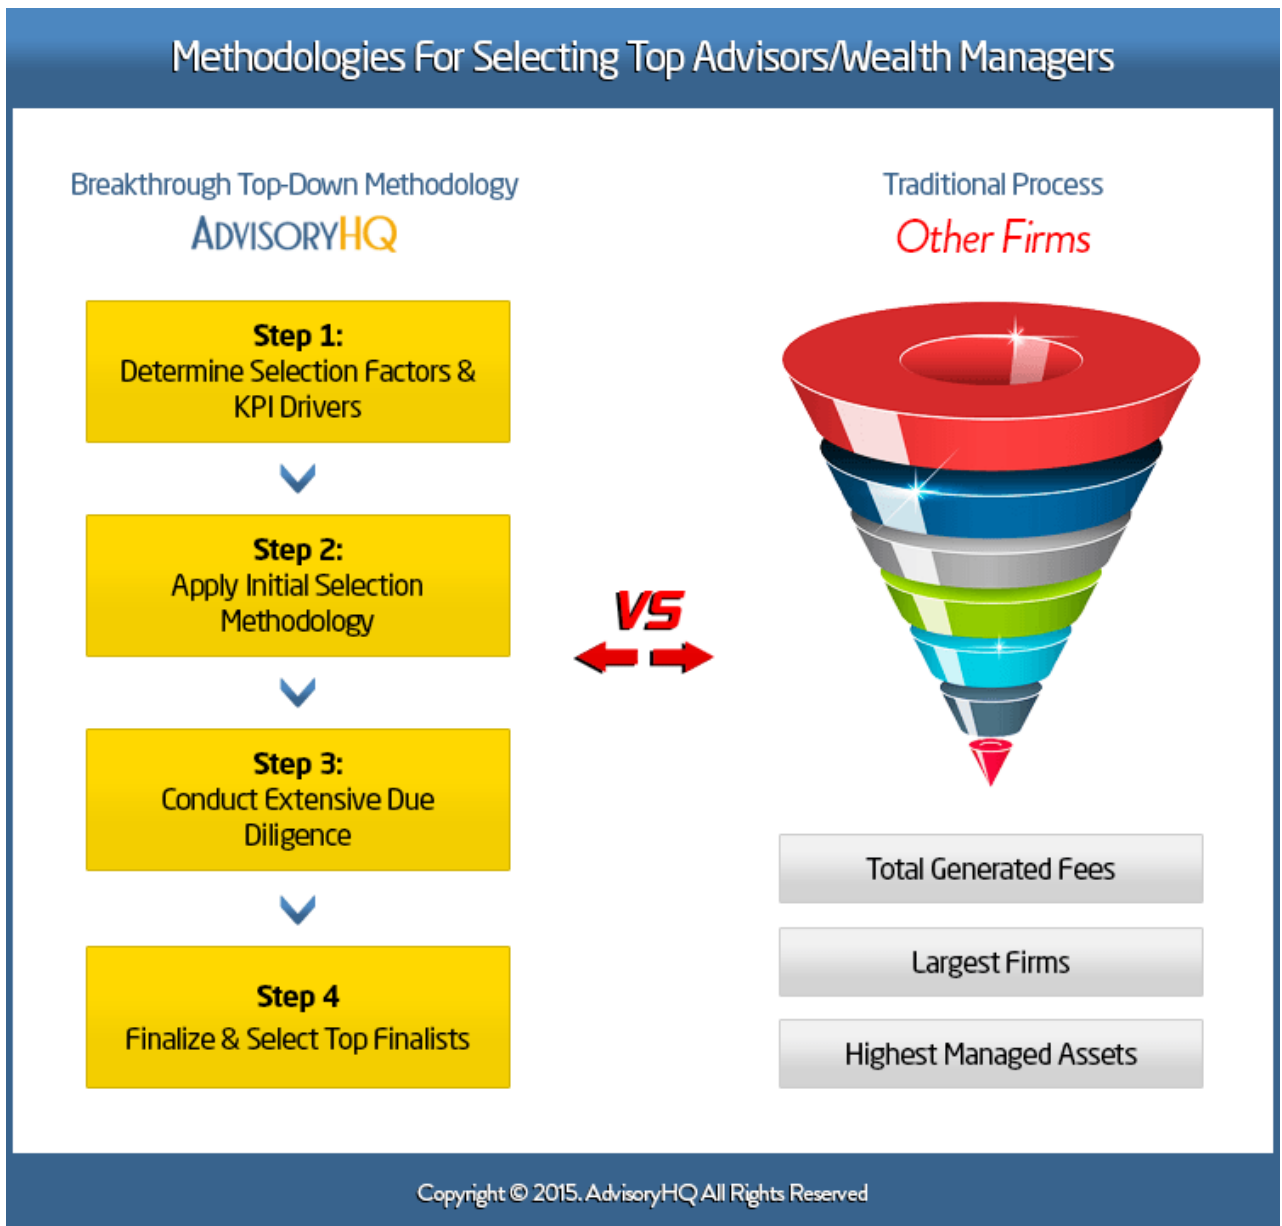 Methodologies For Selecting Top Advisors/Wealth Managers
Breakthrough Top-Down Methodology
ADVISORYHQ
Step 1:
Determine Selection Factors &
KPI Drivers
Step 2:
Apply Initial Selection
Methodology
Step 3:
Conduct Extensive Due
Diligence
Step 4
Finalize & Select Top Finalists
VS
Traditional Process
Other Firms
Total Generated Fees
Largest Firms
Highest Managed Assets
Copyright © 2015. AdvisoryHQ All Rights Reserved